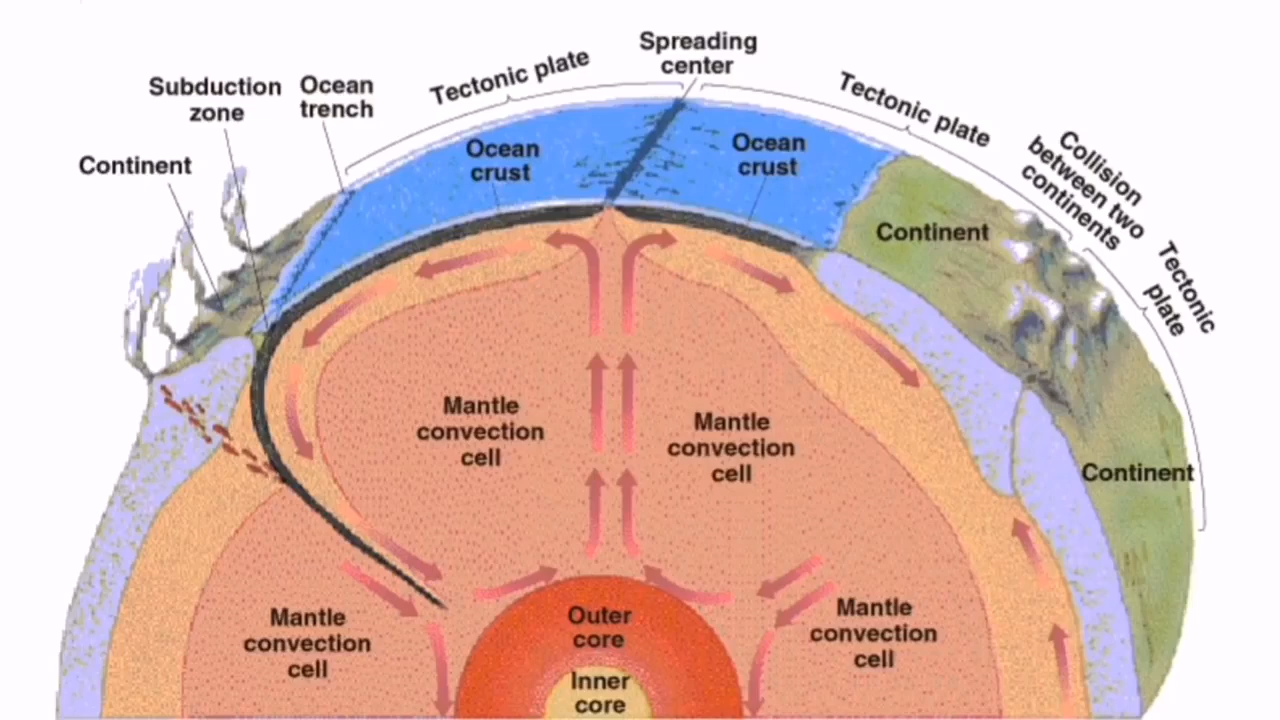 Spreading
center
Tectonic plate
Tectonic plate
Subduction
zone
Ocean
trench
Continent
Ocean
crust
Ocean
crust
Collision
between two
continents
Tectonic
plate
Continent
Continent
Mantle
convection
cell
Mantle
convection
cell
Mantle
convection
cell
Mantle
convection
cell
Outer
core
Inner
core